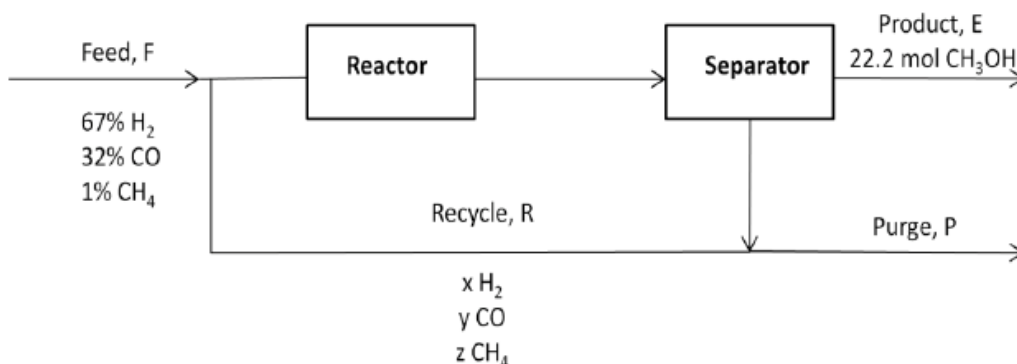 Feed, F
67% H₂
32% CO
1% CH₄
Reactor
Separator
Product, E
22.2 mol CH₃OH
Recycle, R
x H₂
y CO
z CH₄
Purge, P